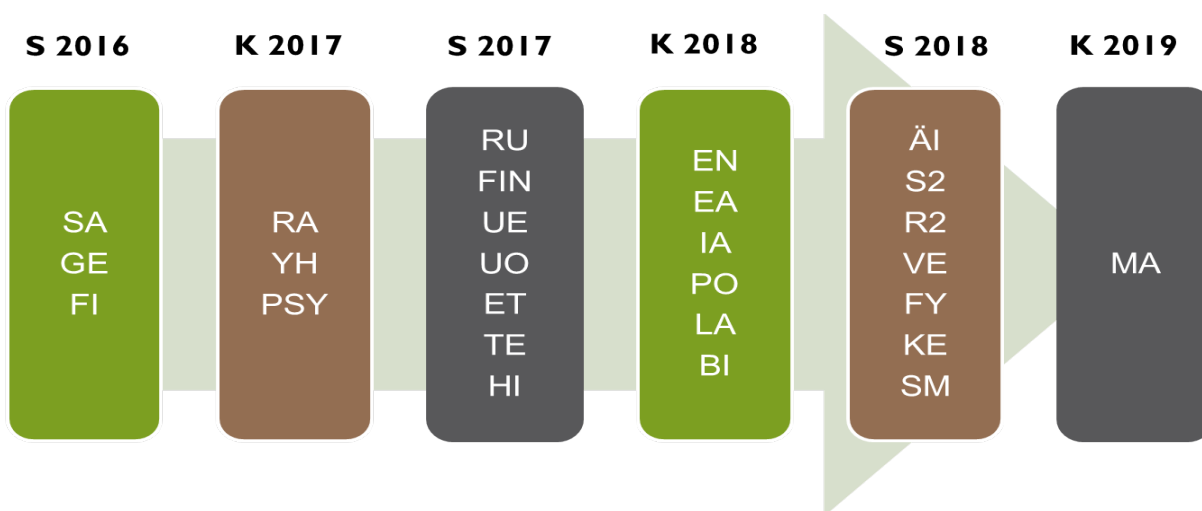 S 2016
K 2017
S 2017
K 2018
S 2018
K 2019
SA
GE
FI
RA
YH
PSY
RU
FIN
UE
UO
ET
TE
HI
EN
EA
IA
PO
LA
BI
ÄI
S2
R2
VE
FY
KE
SM
MA